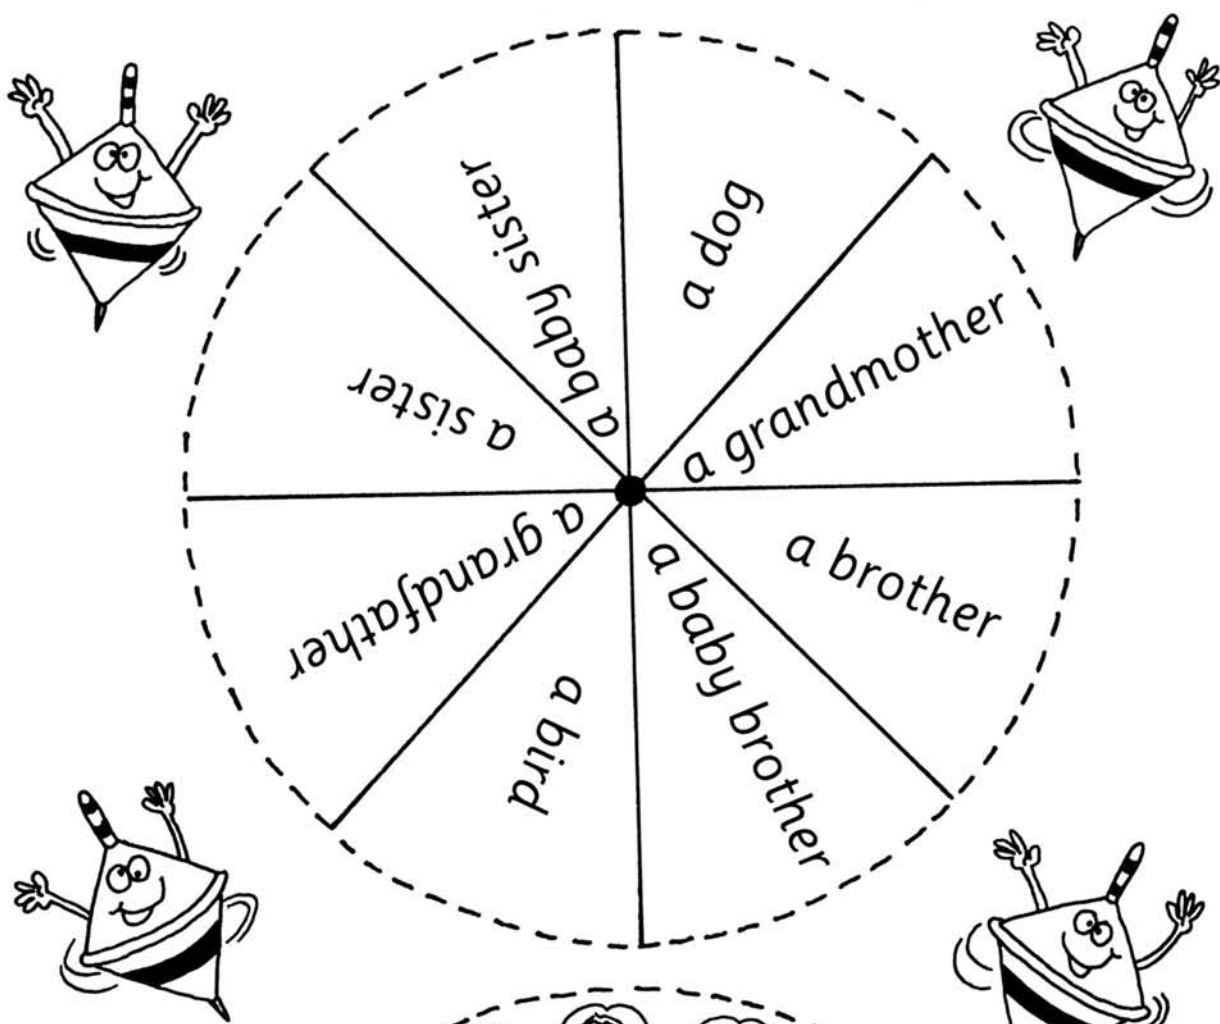 a dog
a grandmother
a brother
a baby brother
a bird
a grandfather
a sister
a baby sister